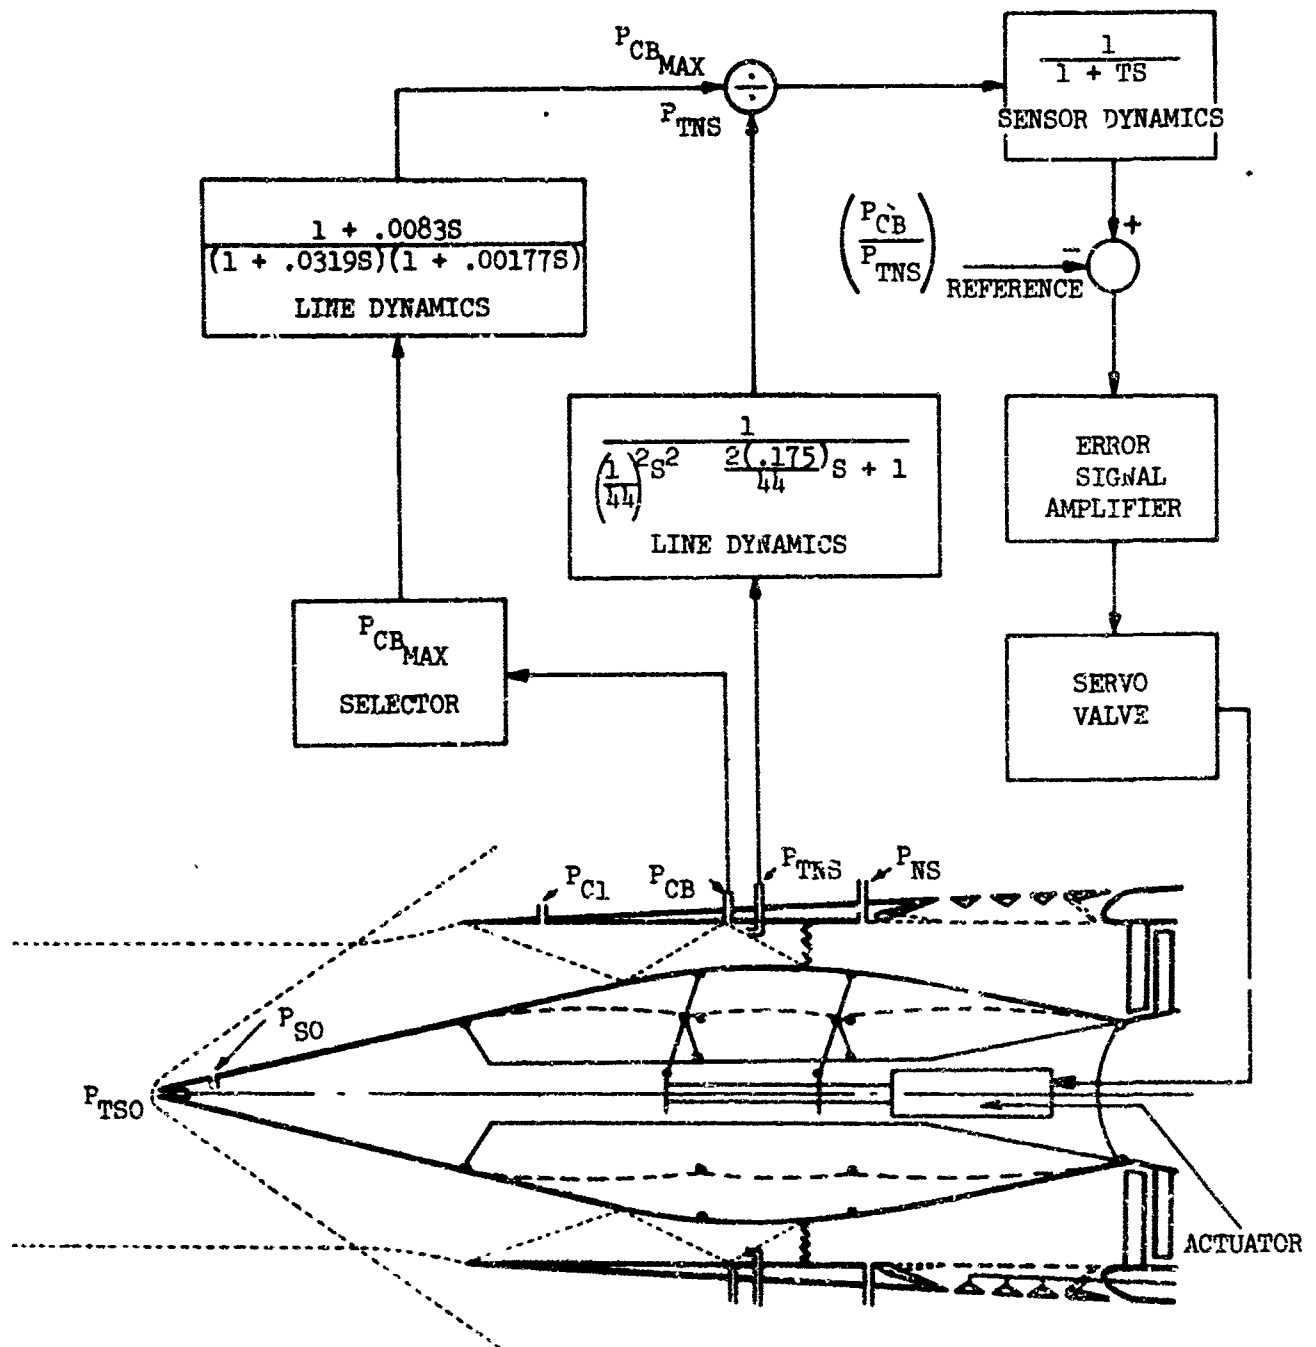 P_CB_MAX
P_TNS
1
1 + TS
SENSOR DYNAMICS
1 + .0083S
(1 + .0319S)(1 + .00177S)
LINE DYNAMICS
(P_CB / P_TNS)
+
-
REFERENCE
1
(1/44)²S² 2(.175)/44 S + 1
LINE DYNAMICS
ERROR
SIGNAL
AMPLIFIER
P_CB_MAX
SELECTOR
SERVO
VALVE
P_C1
P_CB
P_TNS
P_NS
P_SO
P_TSO
ACTUATOR